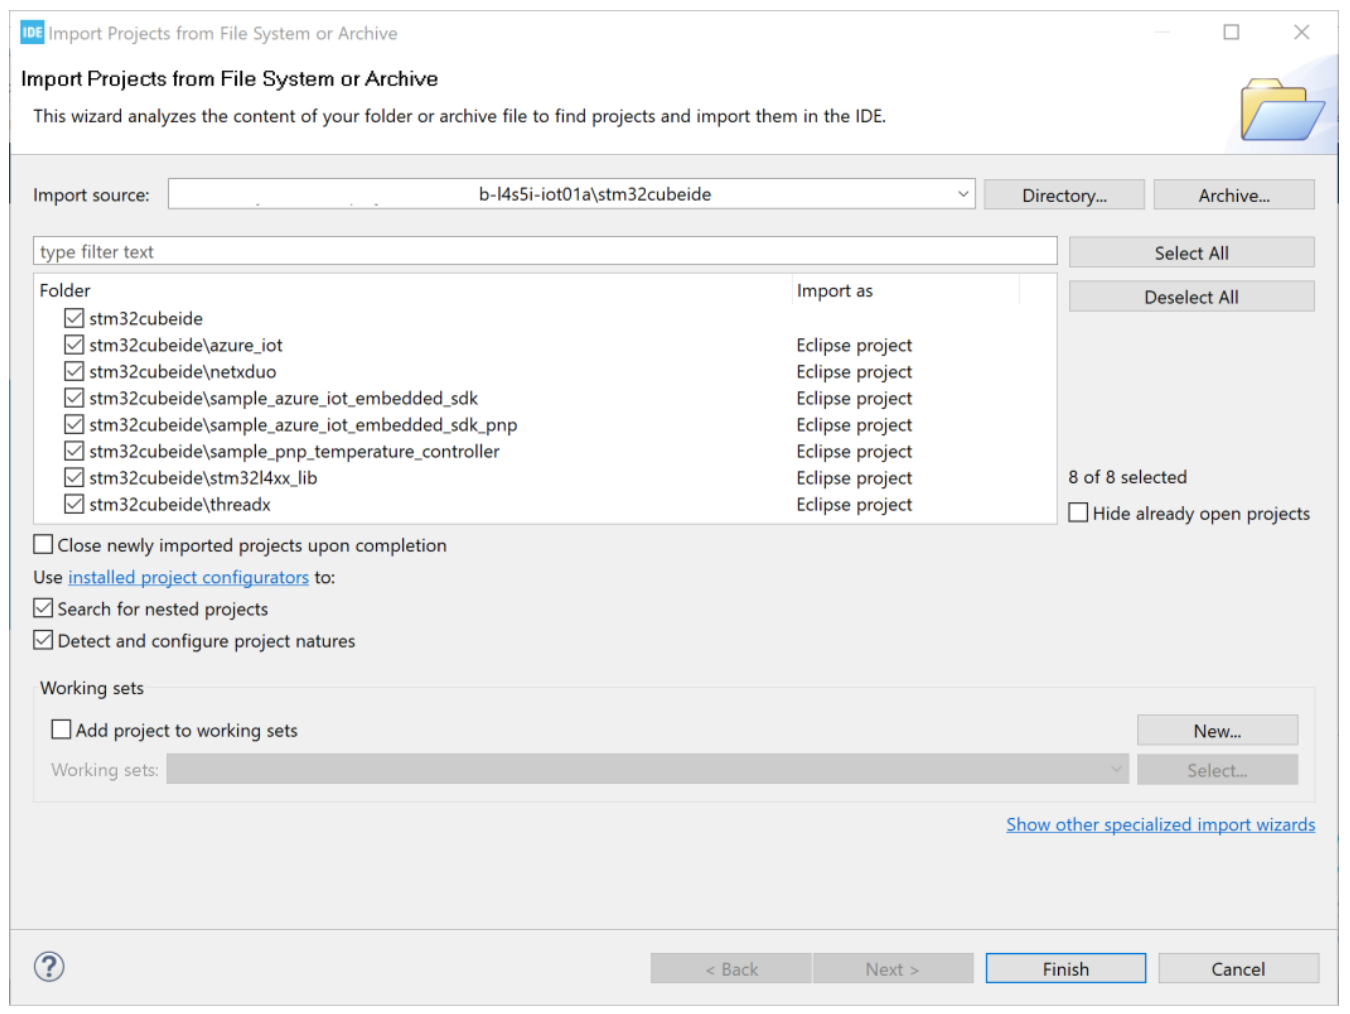 IDE Import Projects from File System or Archive
Import Projects from File System or Archive
This wizard analyzes the content of your folder or archive file to find projects and import them in the IDE.
Import source: b-l4s5i-iot01a\stm32cubeide Directory... Archive...
type filter text Select All
Folder Import as Deselect All
stm32cubeide
stm32cubeide\azure_iot Eclipse project
stm32cubeide\netxduo Eclipse project
stm32cubeide\sample_azure_iot_embedded_sdk Eclipse project
stm32cubeide\sample_azure_iot_embedded_sdk_pnp Eclipse project
stm32cubeide\sample_pnp_temperature_controller Eclipse project
stm32cubeide\stm32l4xx_lib Eclipse project 8 of 8 selected
stm32cubeide\threadx Eclipse project Hide already open projects
Close newly imported projects upon completion
Use installed project configurators to:
Search for nested projects
Detect and configure project natures
Working sets
Add project to working sets New...
Working sets: Select...
Show other specialized import wizards
? < Back Next > Finish Cancel